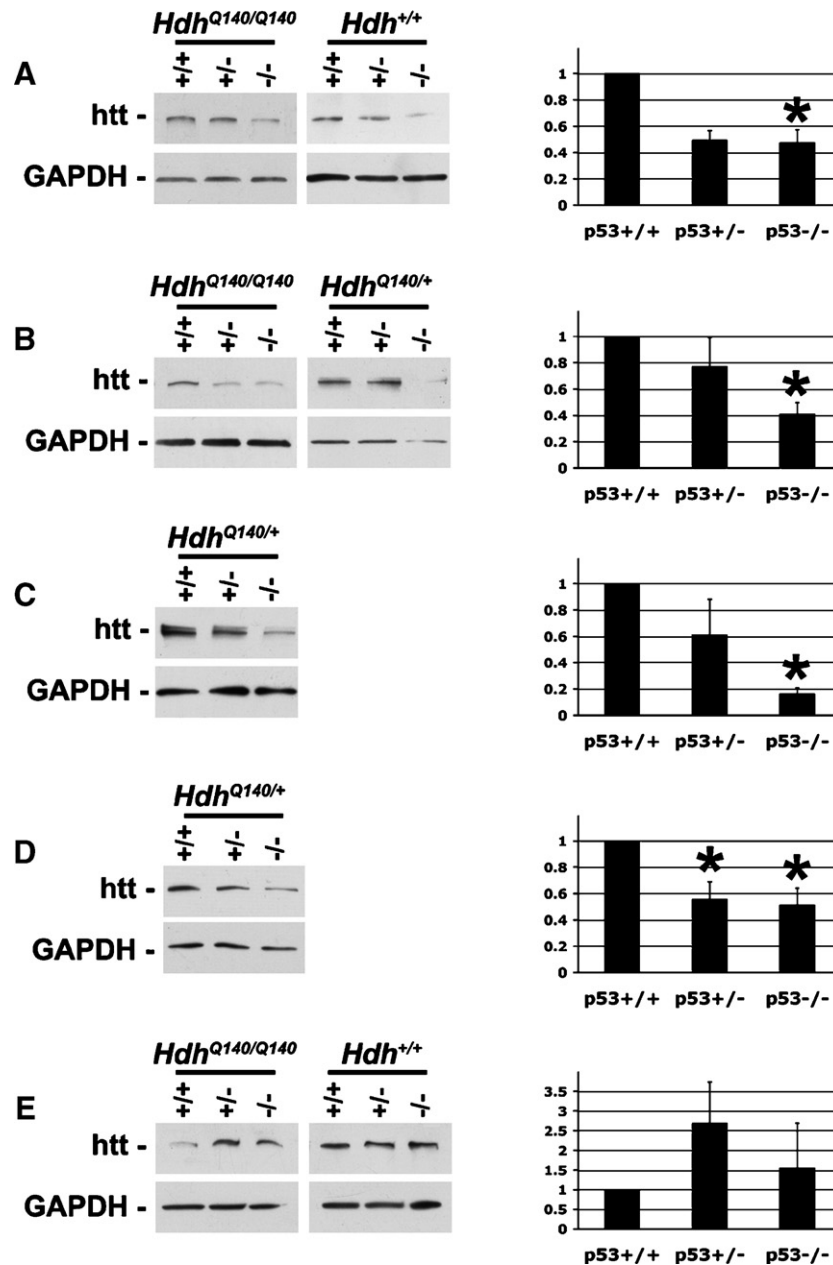 Hdh^Q140/Q140 Hdh^+/+
A
+/+ +/- -/- +/+ +/- -/-
htt -
GAPDH -
1
0.8
0.6
0.4
0.2
0
*
p53+/+ p53+/- p53-/-
Hdh^Q140/Q140 Hdh^Q140/+
B
+/+ +/- -/- +/+ +/- -/-
htt -
GAPDH -
1
0.8
0.6
0.4
0.2
0
*
p53+/+ p53+/- p53-/-
Hdh^Q140/+
C
+/+ +/- -/-
htt -
GAPDH -
1
0.8
0.6
0.4
0.2
0
*
p53+/+ p53+/- p53-/-
Hdh^Q140/+
D
+/+ +/- -/-
htt -
GAPDH -
1
0.8
0.6
0.4
0.2
0
* *
p53+/+ p53+/- p53-/-
Hdh^Q140/Q140 Hdh^+/+
E
+/+ +/- -/- +/+ +/- -/-
htt -
GAPDH -
3.5
3
2.5
2
1.5
1
0.5
0
p53+/+ p53+/- p53-/-